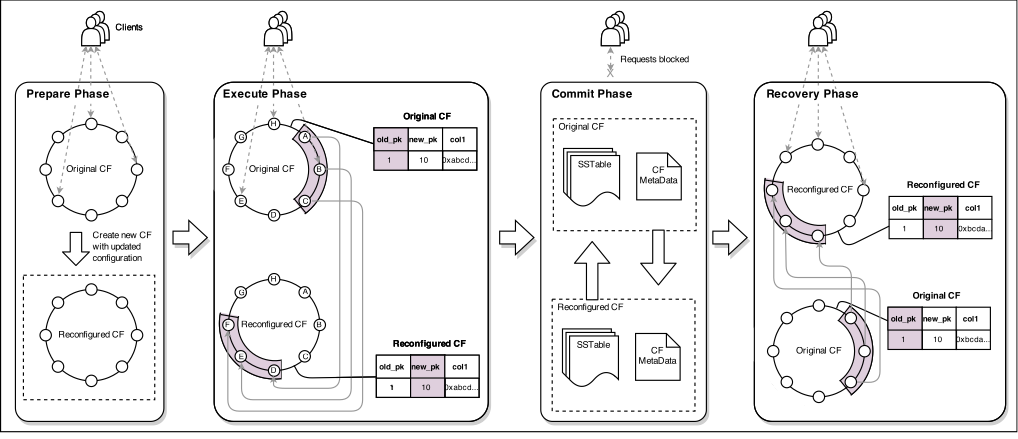 Clients
Requests blocked
Prepare Phase
Original CF
Create new CF
with updated
configuration
Reconfigured CF
Execute Phase
H
G
A
Original CF
F
B
E
C
D
Original CF
old_pk new_pk col1
1 10 0xabcd...
H
G
A
F
Reconfigured CF
B
E
C
D
Reconfigured CF
old_pk new_pk col1
1 10 0xabcd...
Commit Phase
Original CF
SSTable
CF
MetaData
Reconfigured CF
SSTable
CF
MetaData
Recovery Phase
Reconfigured CF
Reconfigured CF
old_pk new_pk col1
1 10 0xbcda...
Original CF
Original CF
old_pk new_pk col1
1 10 0xbcda...